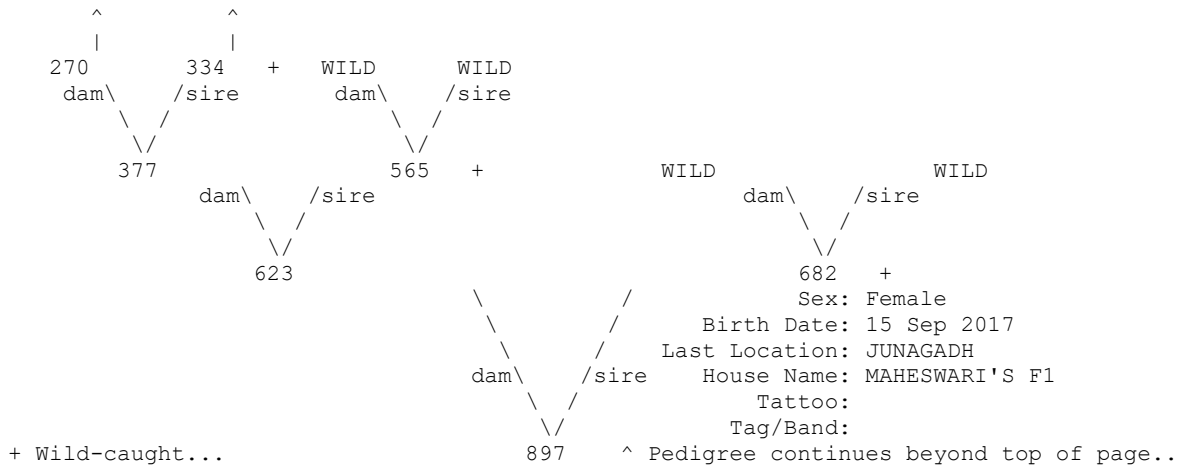 ^ ^
| |
270 334 + WILD WILD
dam\ /sire dam\ /sire
\ / \ /
\/ \/
377 565 + WILD WILD
dam\ /sire dam\ /sire
\ / \ /
\/ \/
623 682 +
\ / Sex: Female
\ / Birth Date: 15 Sep 2017
\ / Last Location: JUNAGADH
dam\ /sire House Name: MAHESWARI'S F1
\ / Tattoo:
\/ Tag/Band:
+ Wild-caught... 897 ^ Pedigree continues beyond top of page..